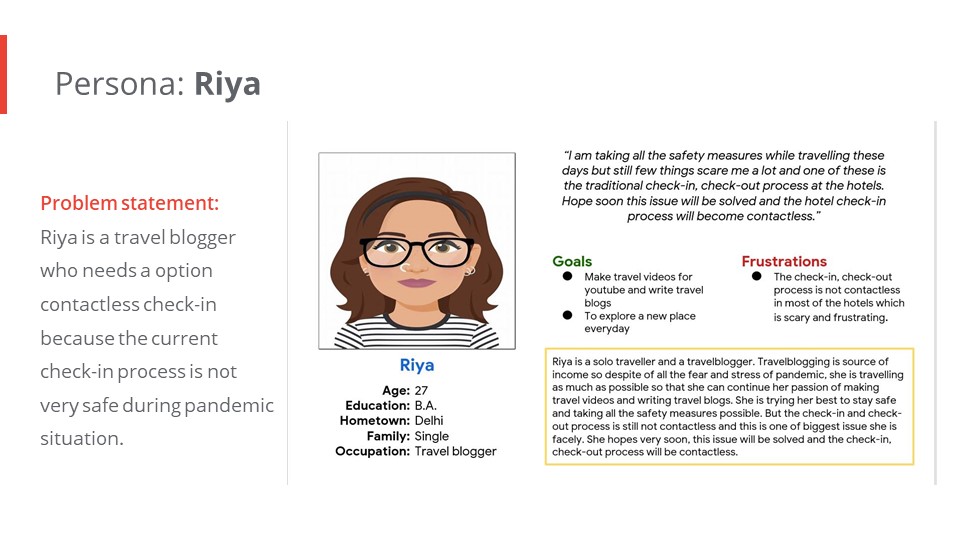 Persona: Riya
Problem statement:
Riya is a travel blogger
who needs a option
contactless check-in
because the current
check-in process is not
very safe during pandemic
situation.
Riya
Age: 27
Education: B.A.
Hometown: Delhi
Family: Single
Occupation: Travel blogger
“I am taking all the safety measures while travelling these
days but still few things scare me a lot and one of these is
the traditional check-in, check-out process at the hotels.
Hope soon this issue will be solved and the hotel check-in
process will become contactless.”
Goals
● Make travel videos for
youtube and write travel
blogs
● To explore a new place
everyday
Frustrations
● The check-in, check-out
process is not contactless
in most of the hotels which
is scary and frustrating.
Riya is a solo traveller and a travelblogger. Travelblogging is source of
income so despite of all the fear and stress of pandemic, she is travelling
as much as possible so that she can continue her passion of making
travel videos and writing travel blogs. She is trying her best to stay safe
and taking all the safety measures possible. But the check-in and check-
out process is still not contactless and this is one of biggest issue she is
facely. She hopes very soon, this issue will be solved and the check-in,
check-out process will be contactless.